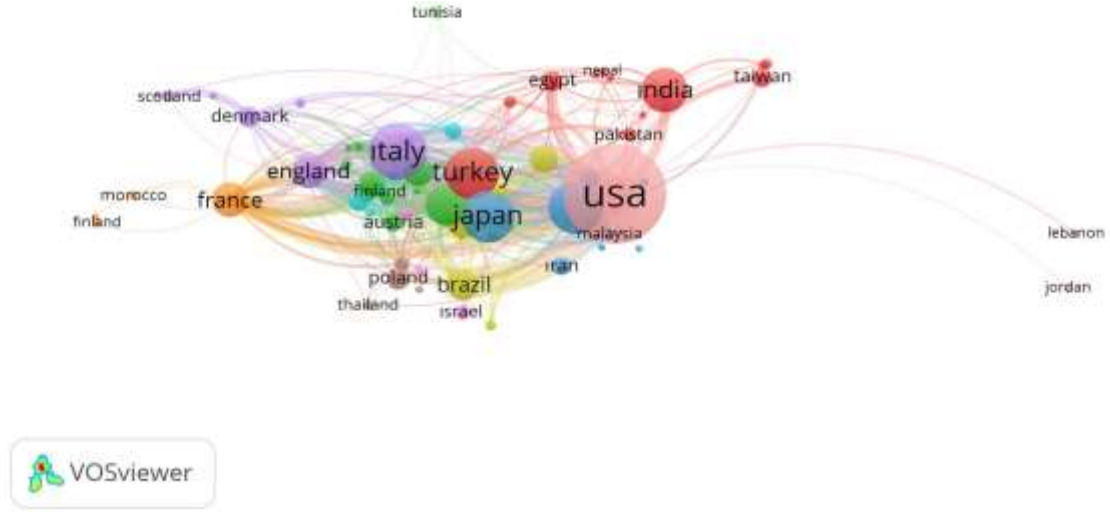 tunisia
egypt
nepal
india
taiwan
scotland
denmark
pakistan
italy
england
turkey
finland
usa
morocco
france
finland
austria
japan
malaysia
lebanon
iran
poland
brazil
jordan
thailand
israel
VOSviewer